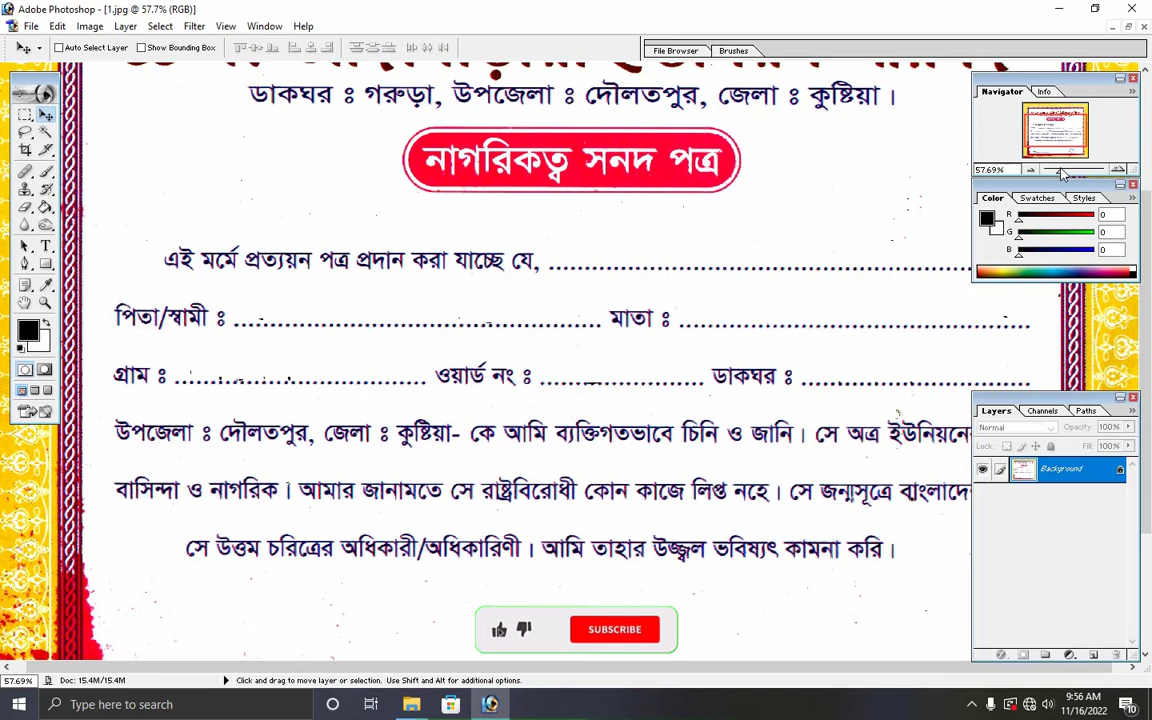 Adobe Photoshop - [1.jpg @ 57.7% (RGB)]
File Edit Image Layer Select Filter View Window Help
Auto Select Layer Show Bounding Box File Browser Brushes
ডাকঘর ঃ গরুড়া, উপজেলা ঃ দৌলতপুর, জেলা ঃ কুষ্টিয়া।
নাগরিকত্ব সনদ পত্র
এই মর্মে প্রত্যয়ন পত্র প্রদান করা যাচ্ছে যে, ............................................................
পিতা/স্বামী ঃ .................................................... মাতা ঃ ..................................................
গ্রাম ঃ ................................... ওয়ার্ড নং ঃ ....................... ডাকঘর ঃ ................................
উপজেলা ঃ দৌলতপুর, জেলা ঃ কুষ্টিয়া- কে আমি ব্যক্তিগতভাবে চিনি ও জানি। সে অত্র ইউনিয়নে
বাসিন্দা ও নাগরিক। আমার জানামতে সে রাষ্ট্রবিরোধী কোন কাজে লিপ্ত নহে। সে জন্মসূত্রে বাংলাদে
সে উত্তম চরিত্রের অধিকারী/অধিকারিণী। আমি তাহার উজ্জ্বল ভবিষ্যৎ কামনা করি।
SUBSCRIBE
Navigator Info
57.69%
Color Swatches Styles
R 0
G 0
B 0
Layers Channels Paths
Normal Opacity: 100%
Lock: Fill: 100%
Background
57.69% Doc: 15.4M/15.4M Click and drag to move layer or selection. Use Shift and Alt for additional options.
Type here to search
9:56 AM
11/16/2022
10